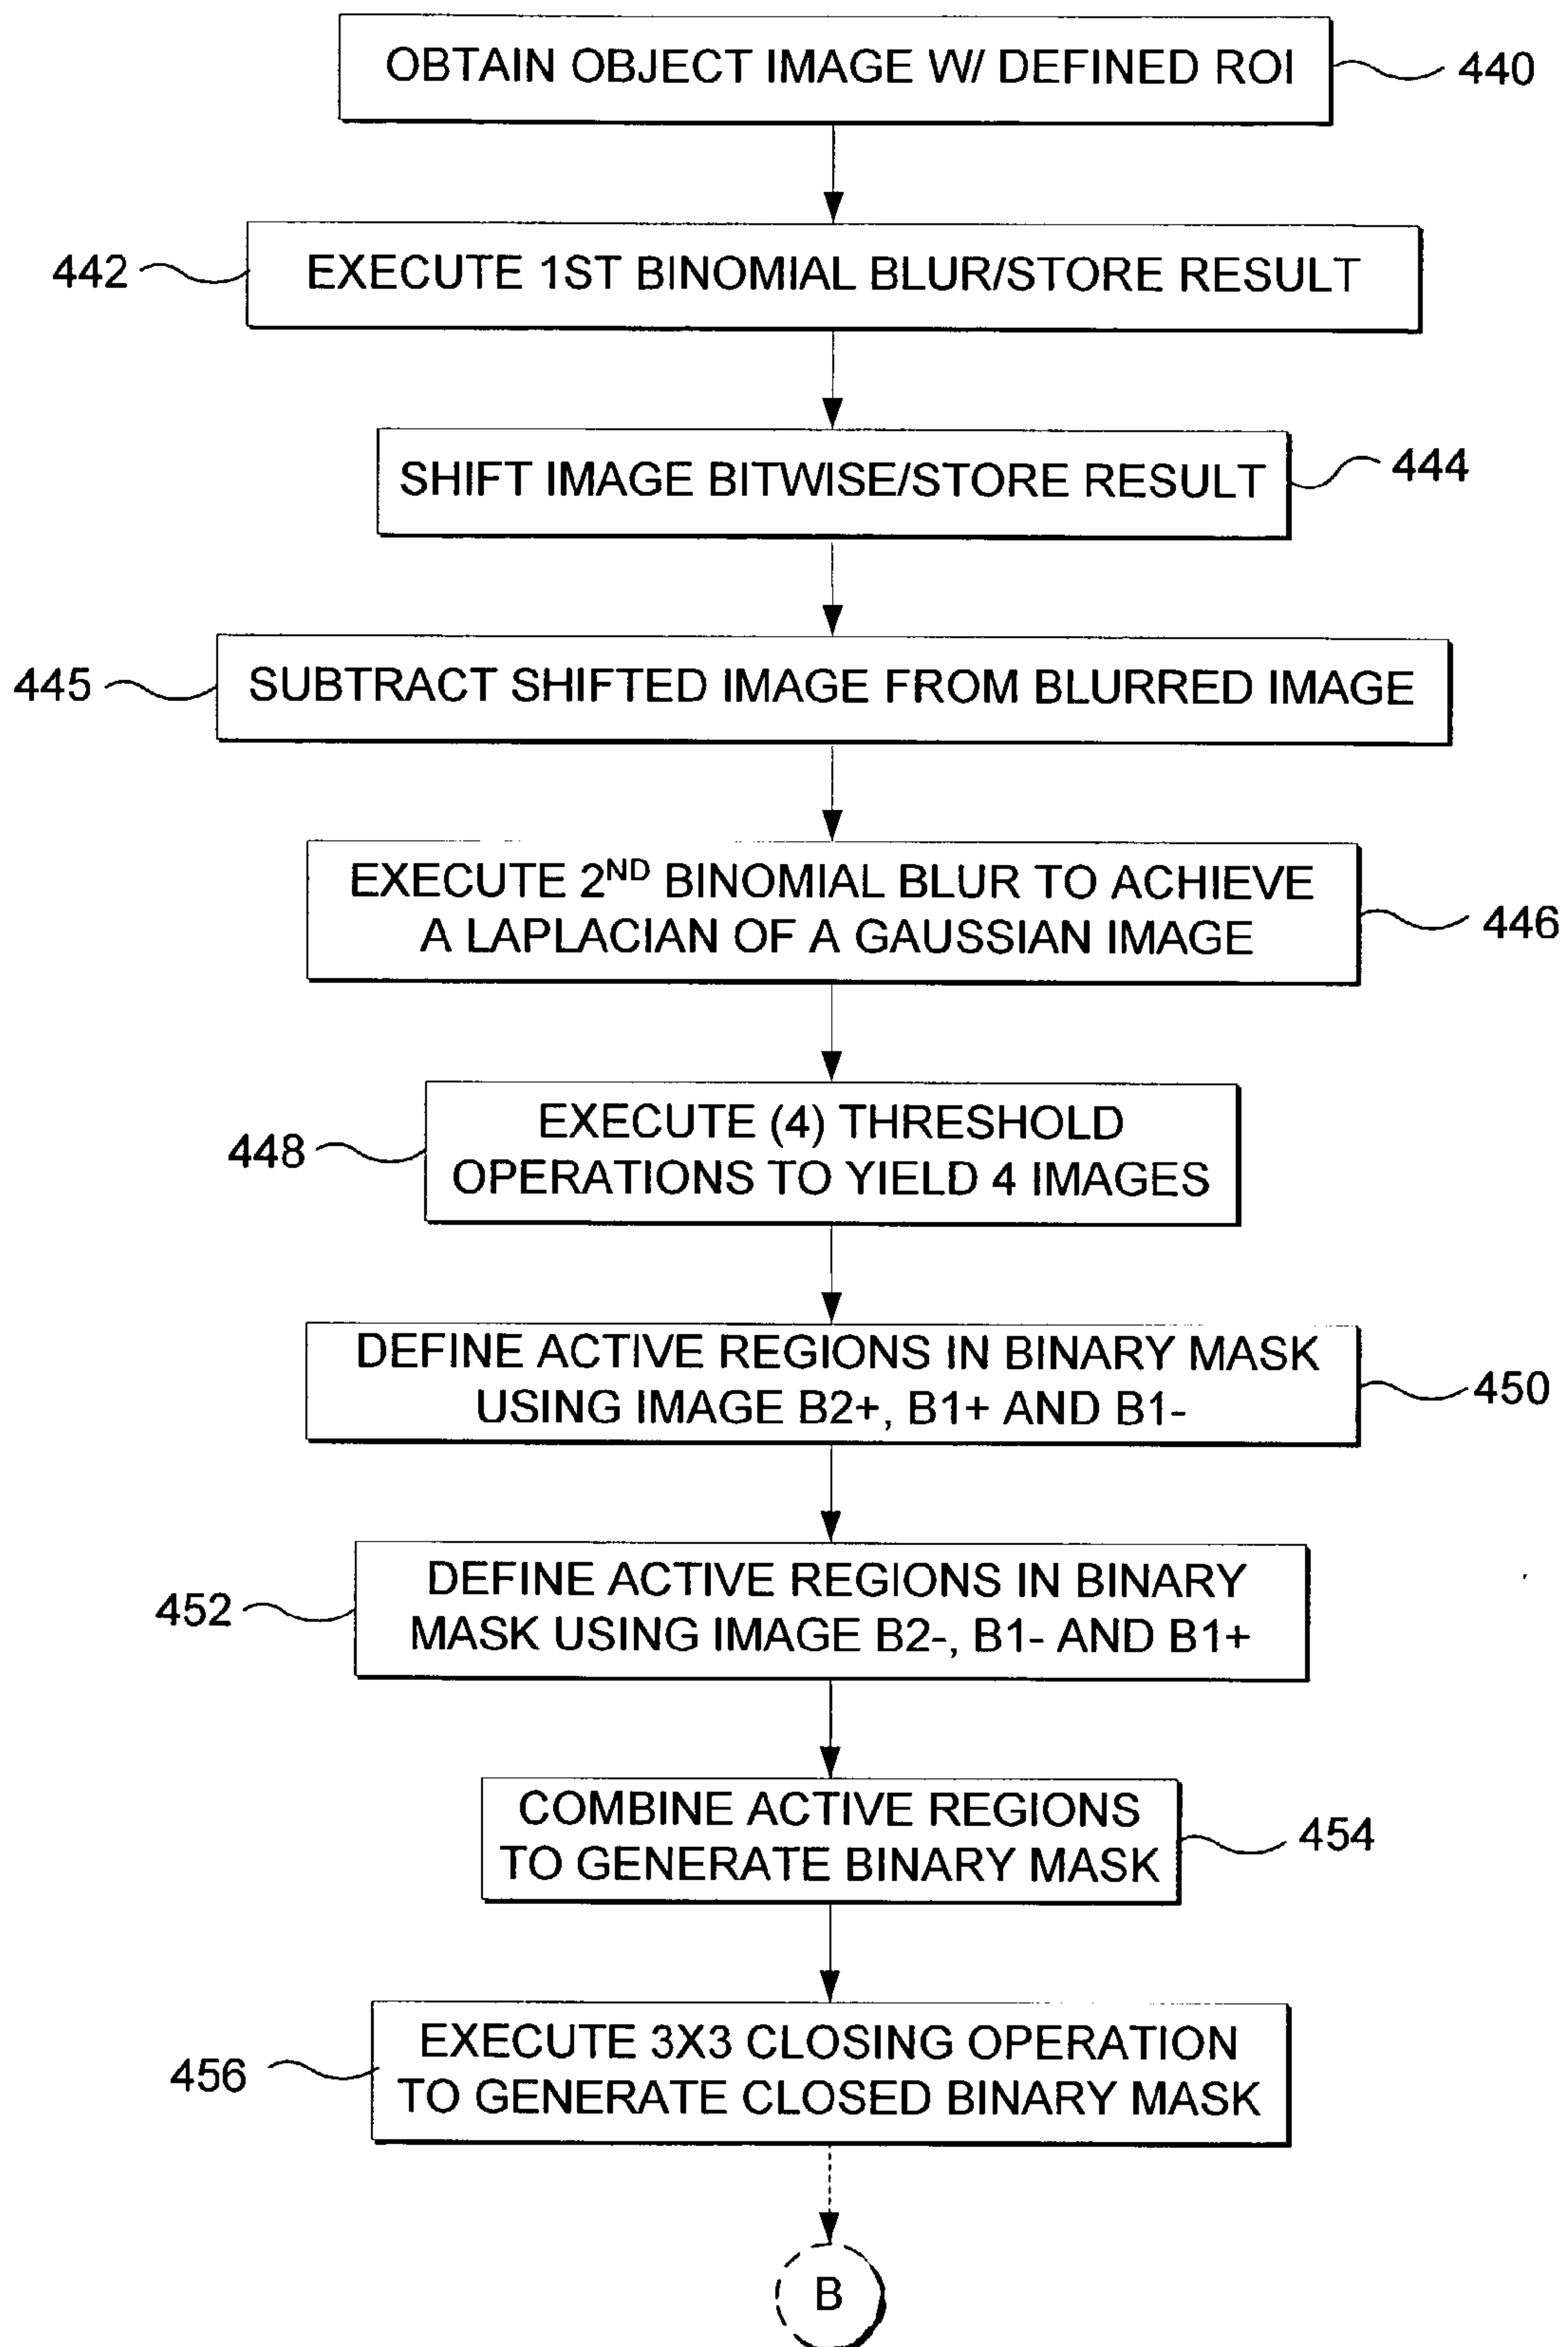 OBTAIN OBJECT IMAGE W/ DEFINED ROI
440
442
EXECUTE 1ST BINOMIAL BLUR/STORE RESULT
SHIFT IMAGE BITWISE/STORE RESULT
444
445
SUBTRACT SHIFTED IMAGE FROM BLURRED IMAGE
EXECUTE 2ND BINOMIAL BLUR TO ACHIEVE
A LAPLACIAN OF A GAUSSIAN IMAGE
446
448
EXECUTE (4) THRESHOLD
OPERATIONS TO YIELD 4 IMAGES
DEFINE ACTIVE REGIONS IN BINARY MASK
USING IMAGE B2+, B1+ AND B1-
450
452
DEFINE ACTIVE REGIONS IN BINARY
MASK USING IMAGE B2-, B1- AND B1+
COMBINE ACTIVE REGIONS
TO GENERATE BINARY MASK
454
456
EXECUTE 3X3 CLOSING OPERATION
TO GENERATE CLOSED BINARY MASK
B